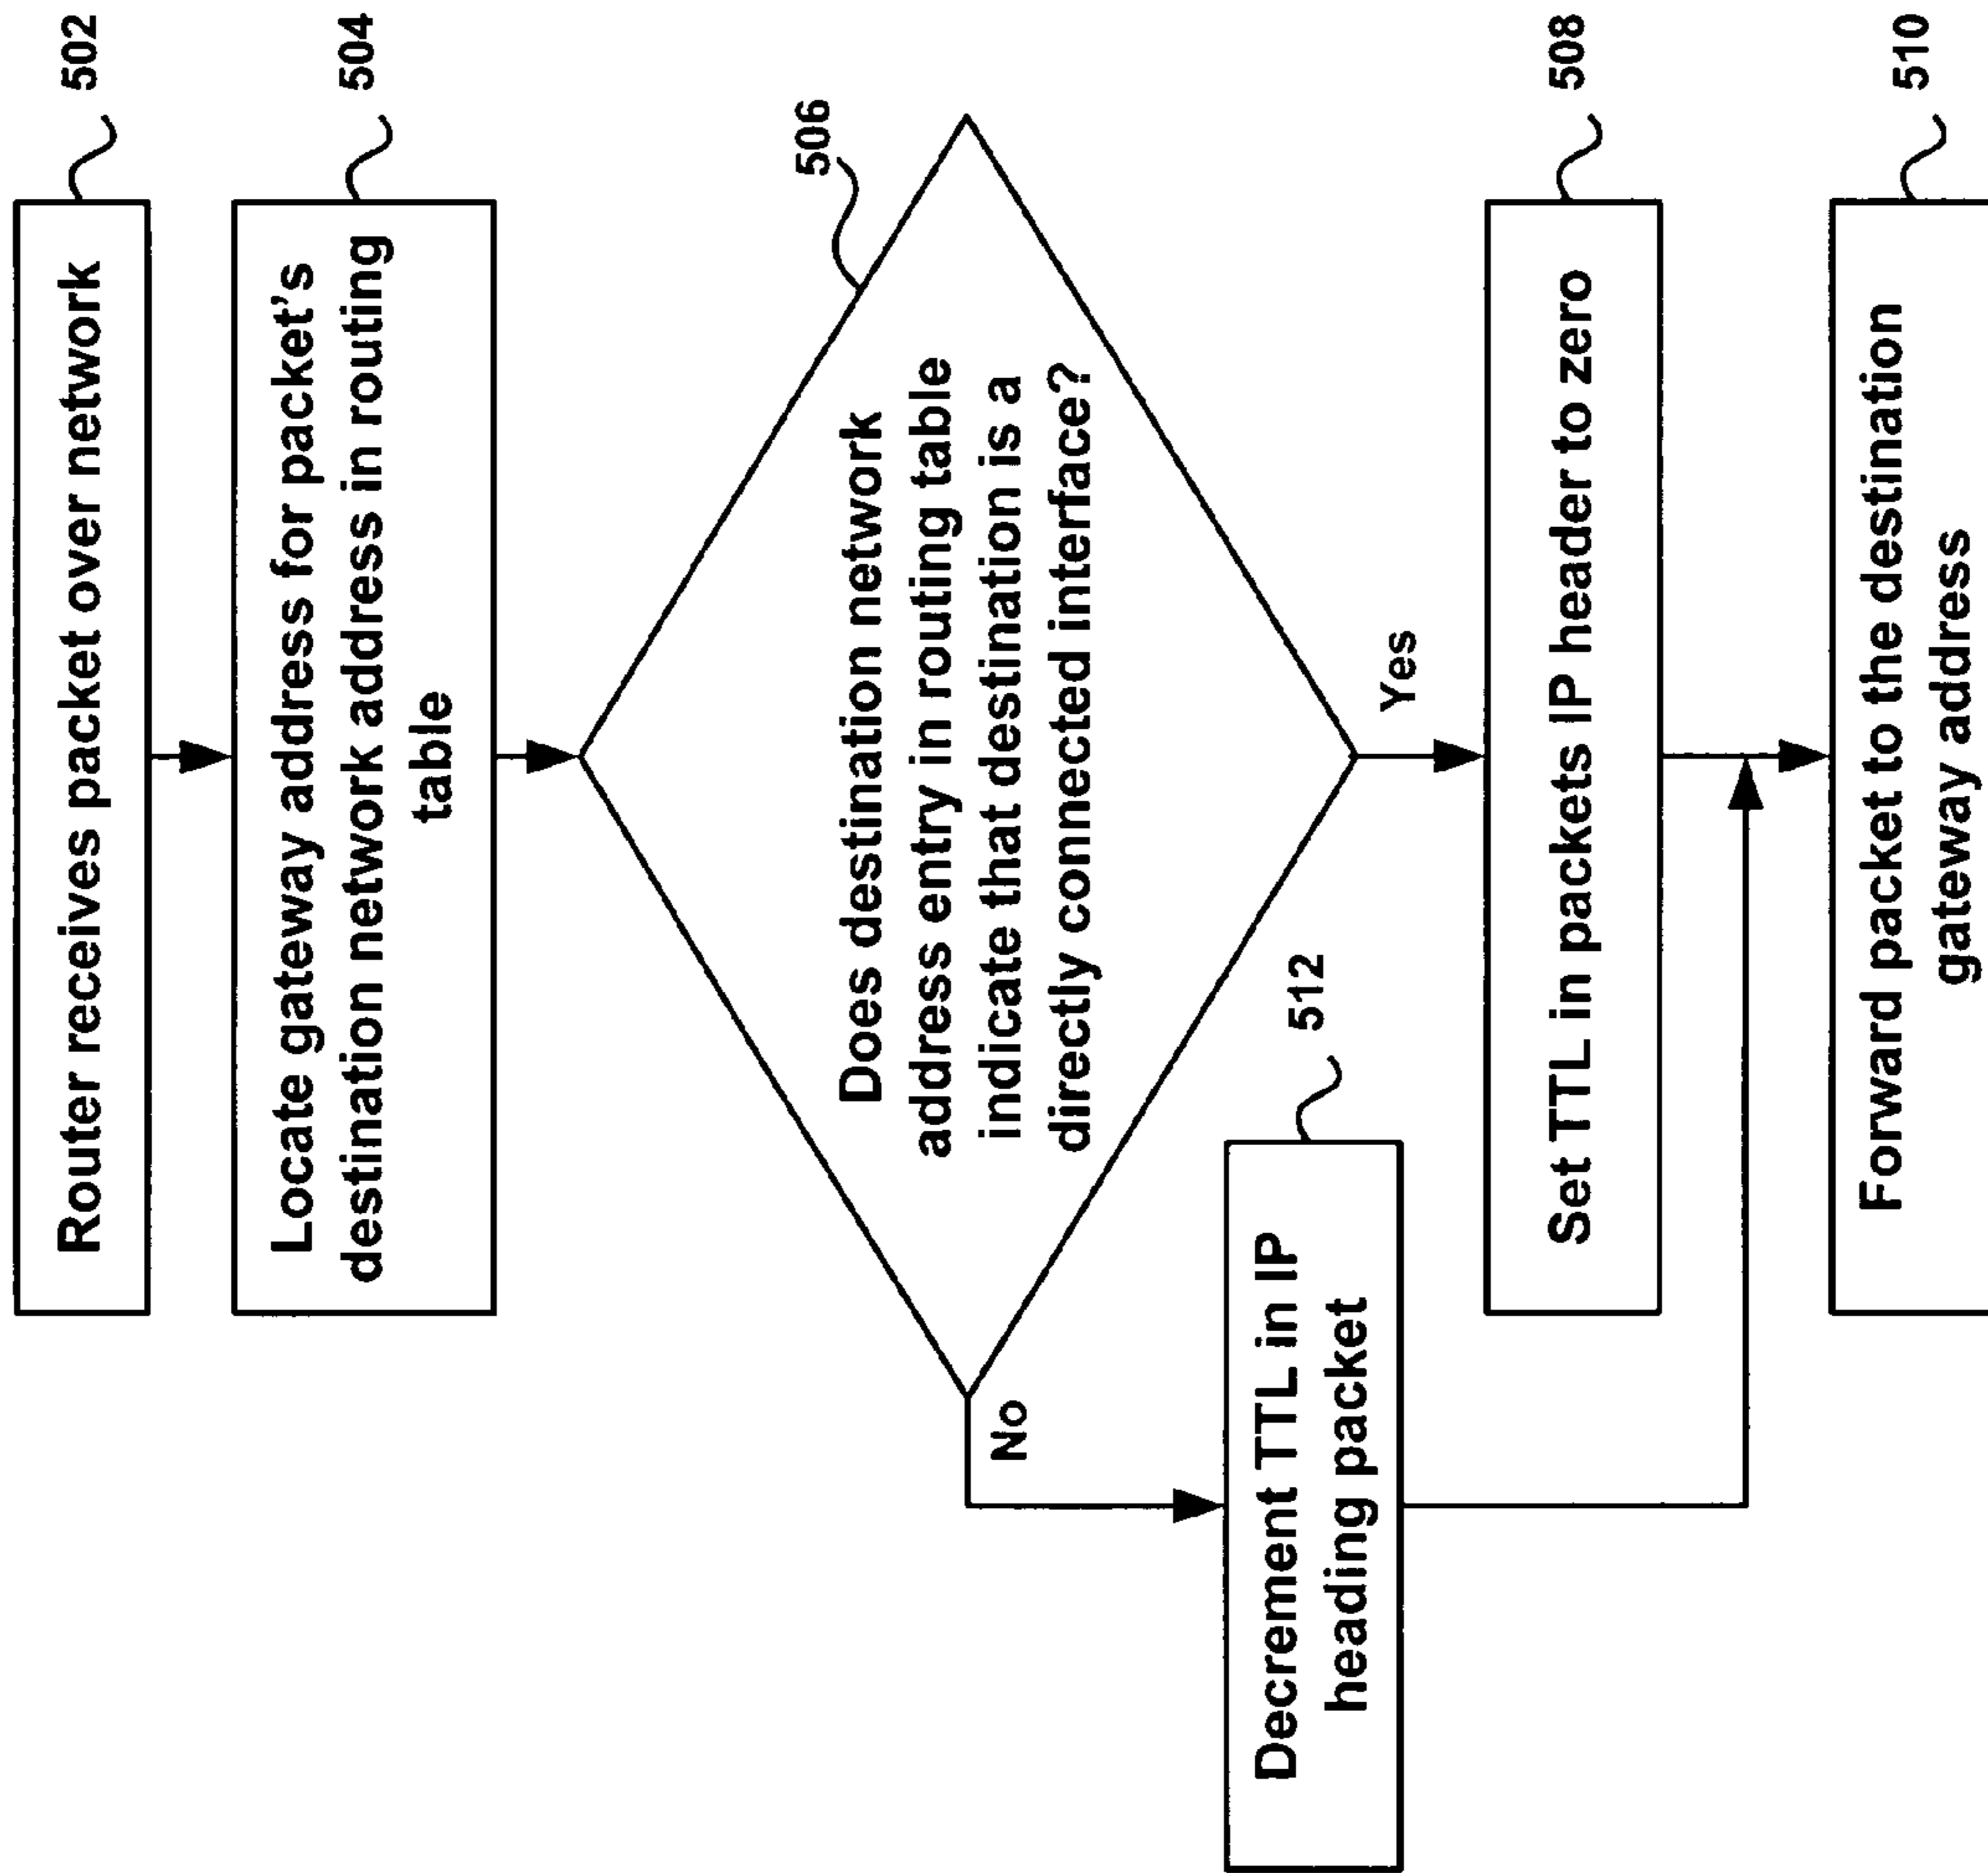 Router receives packet over network
502
Locate gateway address for packet's
destination network address in routing
table
504
506
Does destination network
address entry in routing table
indicate that destination is a
directly connected interface?
No
Yes
Decrement TTL in IP
heading packet
512
Set TTL in packets IP header to zero
508
Forward packet to the destination
gateway address
510